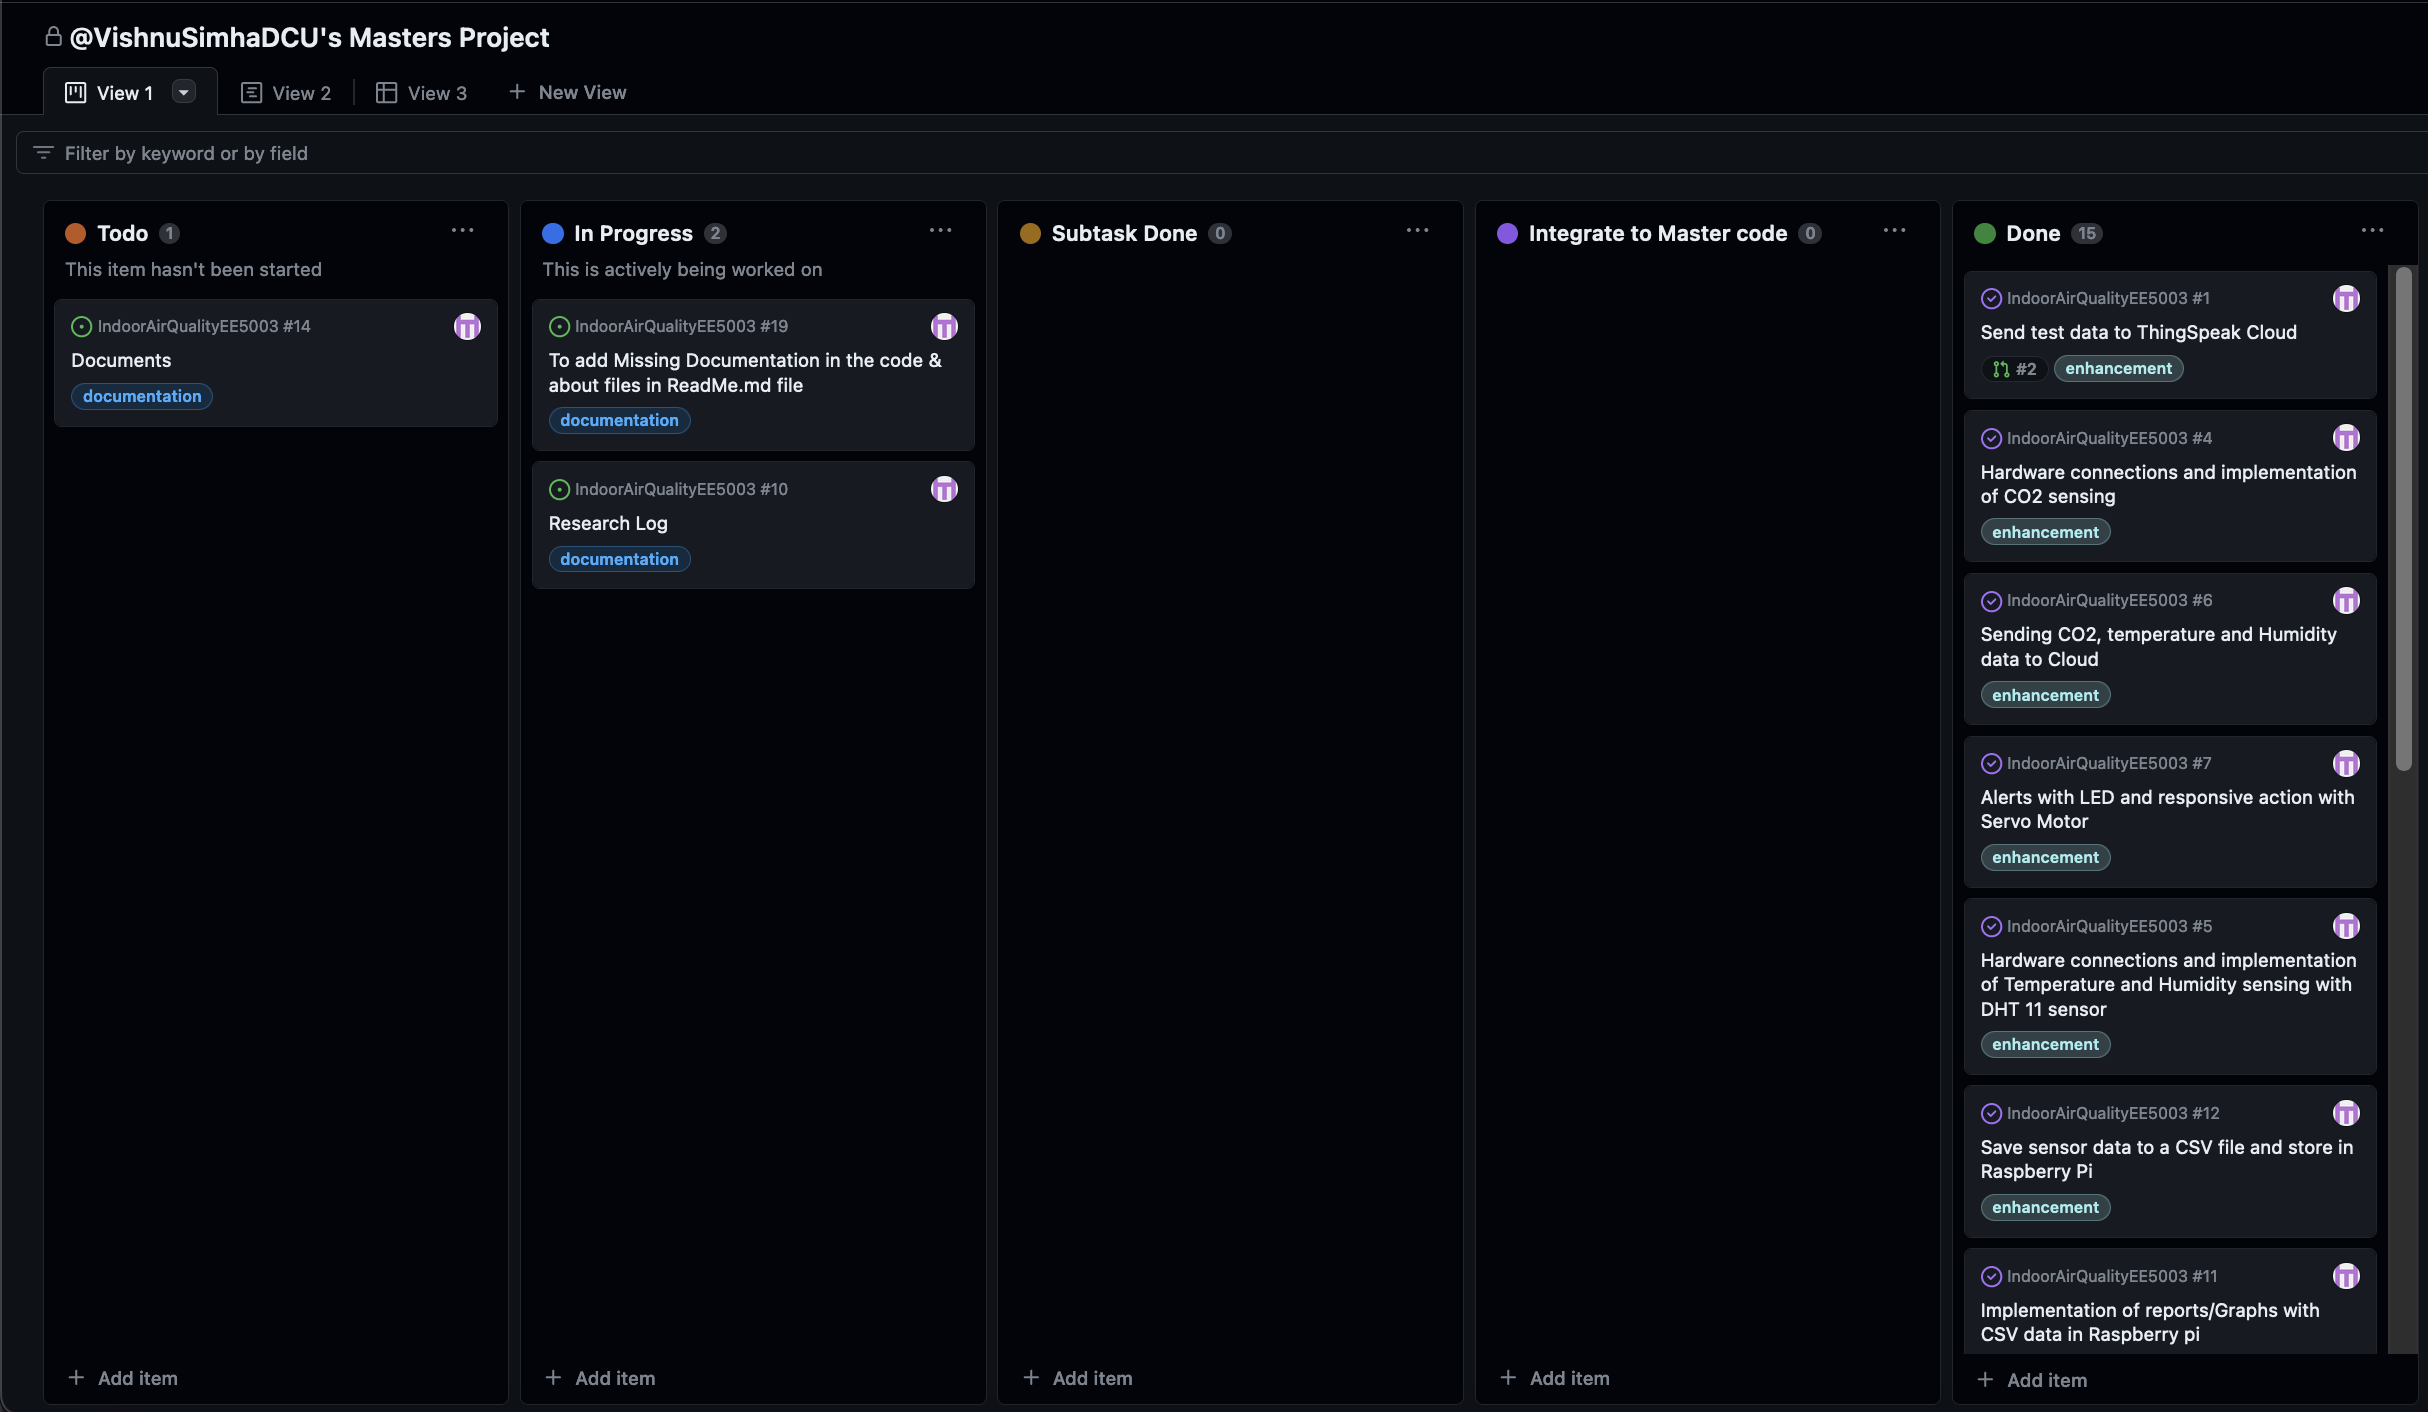 @VishnuSimhaDCU's Masters Project
View 1
View 2
View 3
New View
Filter by keyword or by field
Todo 1
This item hasn't been started
IndoorAirQualityEE5003 #14
Documents
documentation
Add item
In Progress 2
This is actively being worked on
IndoorAirQualityEE5003 #19
To add Missing Documentation in the code &
about files in ReadMe.md file
documentation
IndoorAirQualityEE5003 #10
Research Log
documentation
Add item
Subtask Done 0
Add item
Integrate to Master code 0
Add item
Done 15
IndoorAirQualityEE5003 #1
Send test data to ThingSpeak Cloud
#2 enhancement
IndoorAirQualityEE5003 #4
Hardware connections and implementation
of CO2 sensing
enhancement
IndoorAirQualityEE5003 #6
Sending CO2, temperature and Humidity
data to Cloud
enhancement
IndoorAirQualityEE5003 #7
Alerts with LED and responsive action with
Servo Motor
enhancement
IndoorAirQualityEE5003 #5
Hardware connections and implementation
of Temperature and Humidity sensing with
DHT 11 sensor
enhancement
IndoorAirQualityEE5003 #12
Save sensor data to a CSV file and store in
Raspberry Pi
enhancement
IndoorAirQualityEE5003 #11
Implementation of reports/Graphs with
CSV data in Raspberry pi
Add item